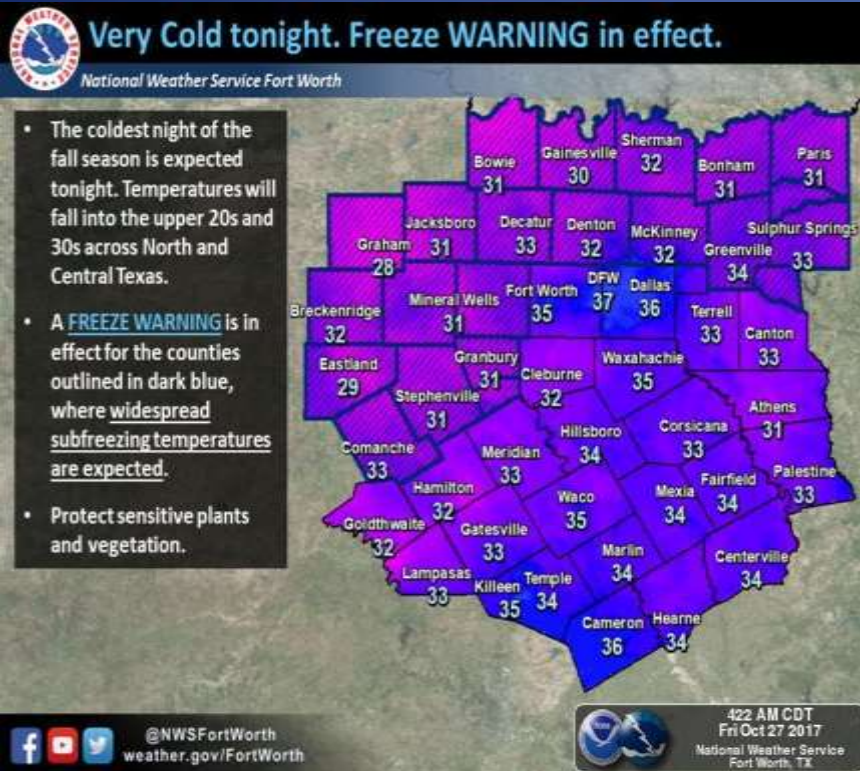 Very Cold tonight. Freeze WARNING in effect.
NATIONAL WEATHER SERVICE
National Weather Service Fort Worth
• The coldest night of the
fall season is expected
tonight. Temperatures will
fall into the upper 20s and
30s across North and
Central Texas.
• A FREEZE WARNING is in
effect for the counties
outlined in dark blue,
where widespread
subfreezing temperatures
are expected.
• Protect sensitive plants
and vegetation.
Bowie
31
Gainesville
30
Sherman
32
Bonham
31
Paris
31
Graham
28
Jacksboro
31
Decatur
33
Denton
32
McKinney
32
Greenville
34
Sulphur Springs
33
Breckenridge
32
Mineral Wells
31
Fort Worth
35
DFW
37
Dallas
36
Terrell
33
Canton
33
Eastland
29
Stephenville
31
Granbury
31
Cleburne
32
Waxahachie
35
Comanche
33
Meridian
33
Hillsboro
34
Corsicana
33
Athens
31
Goldthwaite
32
Hamilton
32
Gatesville
33
Waco
35
Mexia
34
Fairfield
34
Palestine
33
Lampasas
33
Killeen
35
Temple
34
Marlin
34
Centerville
34
Cameron
36
Hearne
34
@NWSFortWorth
weather.gov/FortWorth
422 AM CDT
Fri Oct 27 2017
National Weather Service
Fort Worth, TX